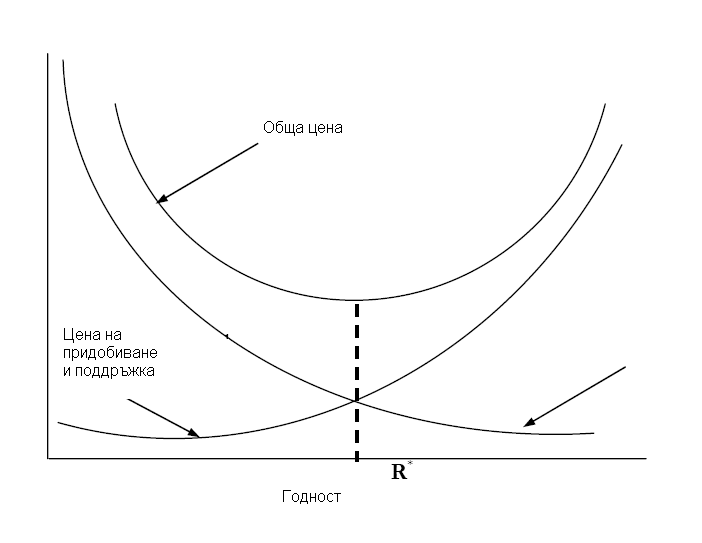 Обща цена
Цена на
придобиване
и поддръжка
R*
Годност